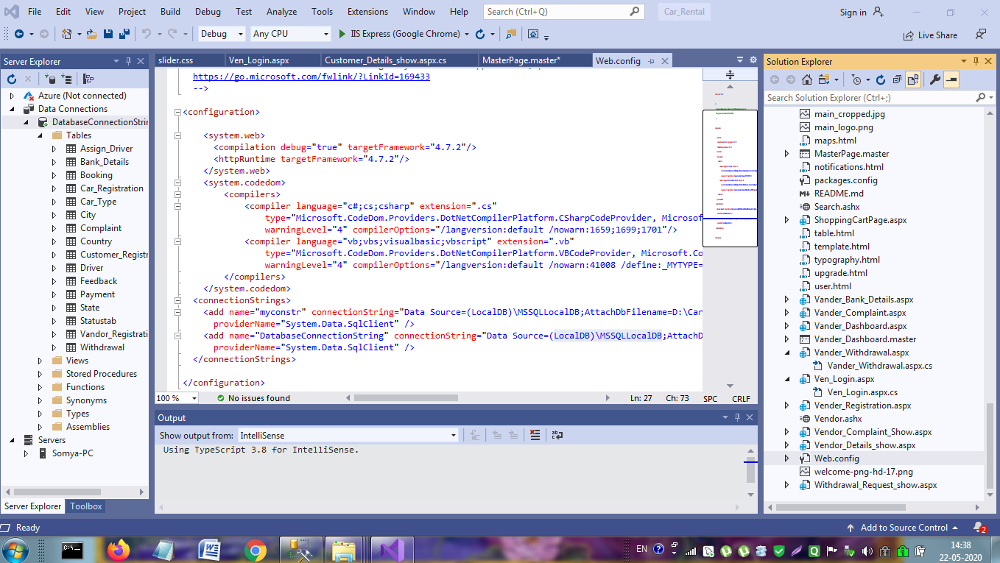 File Edit View Project Build Debug Test Analyze Tools Extensions Window Help Search (Ctrl+Q) Car_Rental Sign in
Debug Any CPU IIS Express (Google Chrome) Live Share
Server Explorer
Azure (Not connected)
Data Connections
DatabaseConnectionStrin
Tables
Assign_Driver
Bank_Details
Booking
Car_Registration
Car_Type
City
Complaint
Country
Customer_Registr
Driver
Feedback
Payment
State
Statustab
Vandor_Registrati
Withdrawal
Views
Stored Procedures
Functions
Synonyms
Types
Assemblies
Servers
Somya-PC
Server Explorer Toolbox
slider.css Ven_Login.aspx Customer_Details_show.aspx.cs MasterPage.master* Web.config
https://go.microsoft.com/fwlink/?LinkId=169433
-->
<configuration>
<system.web>
<compilation debug="true" targetFramework="4.7.2"/>
<httpRuntime targetFramework="4.7.2"/>
</system.web>
<system.codedom>
<compilers>
<compiler language="c#;cs;csharp" extension=".cs"
type="Microsoft.CodeDom.Providers.DotNetCompilerPlatform.CSharpCodeProvider, Microsof
warningLevel="4" compilerOptions="/langversion:default /nowarn:1659;1699;1701"/>
<compiler language="vb;vbs;visualbasic;vbscript" extension=".vb"
type="Microsoft.CodeDom.Providers.DotNetCompilerPlatform.VBCodeProvider, Microsoft.Co
warningLevel="4" compilerOptions="/langversion:default /nowarn:41008 /define:_MYTYPE=
</compilers>
</system.codedom>
<connectionStrings>
<add name="myconstr" connectionString="Data Source=(LocalDB)\MSSQLLocalDB;AttachDbFilename=D:\Car
providerName="System.Data.SqlClient" />
<add name="DatabaseConnectionString" connectionString="Data Source=(LocalDB)\MSSQLLocalDB;AttachD
providerName="System.Data.SqlClient" />
</connectionStrings>
</configuration>
100 % No issues found Ln: 27 Ch: 73 SPC CRLF
Output
Show output from: IntelliSense
Using TypeScript 3.8 for IntelliSense.
Solution Explorer
Search Solution Explorer (Ctrl+;)
main_cropped.jpg
main_logo.png
maps.html
MasterPage.master
notifications.html
packages.config
README.md
Search.ashx
ShoppingCartPage.aspx
table.html
template.html
typography.html
upgrade.html
user.html
Vander_Bank_Details.aspx
Vander_Complaint.aspx
Vander_Dashboard.aspx
Vander_Dashboard.master
Vander_Withdrawal.aspx
Vander_Withdrawal.aspx.cs
Ven_Login.aspx
Ven_Login.aspx.cs
Vender_Registration.aspx
Vendor.ashx
Vendor_Complaint_Show.aspx
Vendor_Details_show.aspx
Web.config
welcome-png-hd-17.png
Withdrawal_Request_show.aspx
Ready Add to Source Control 2
EN 14:38
22-05-2020